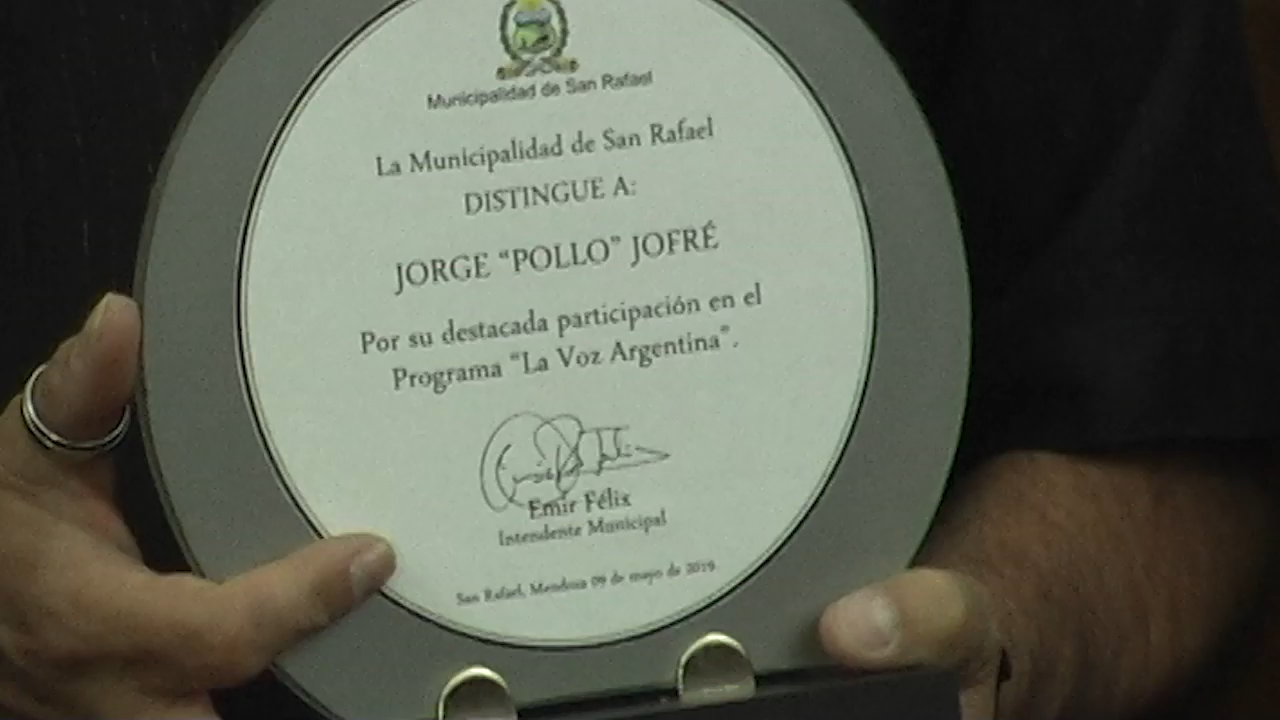 Municipalidad de San Rafael
La Municipalidad de San Rafael
DISTINGUE A:
JORGE “POLLO” JOFRÉ
Por su destacada participación en el
Programa “La Voz Argentina”.
Emir Félix
Intendente Municipal
San Rafael, Mendoza 09 de mayo de 2019